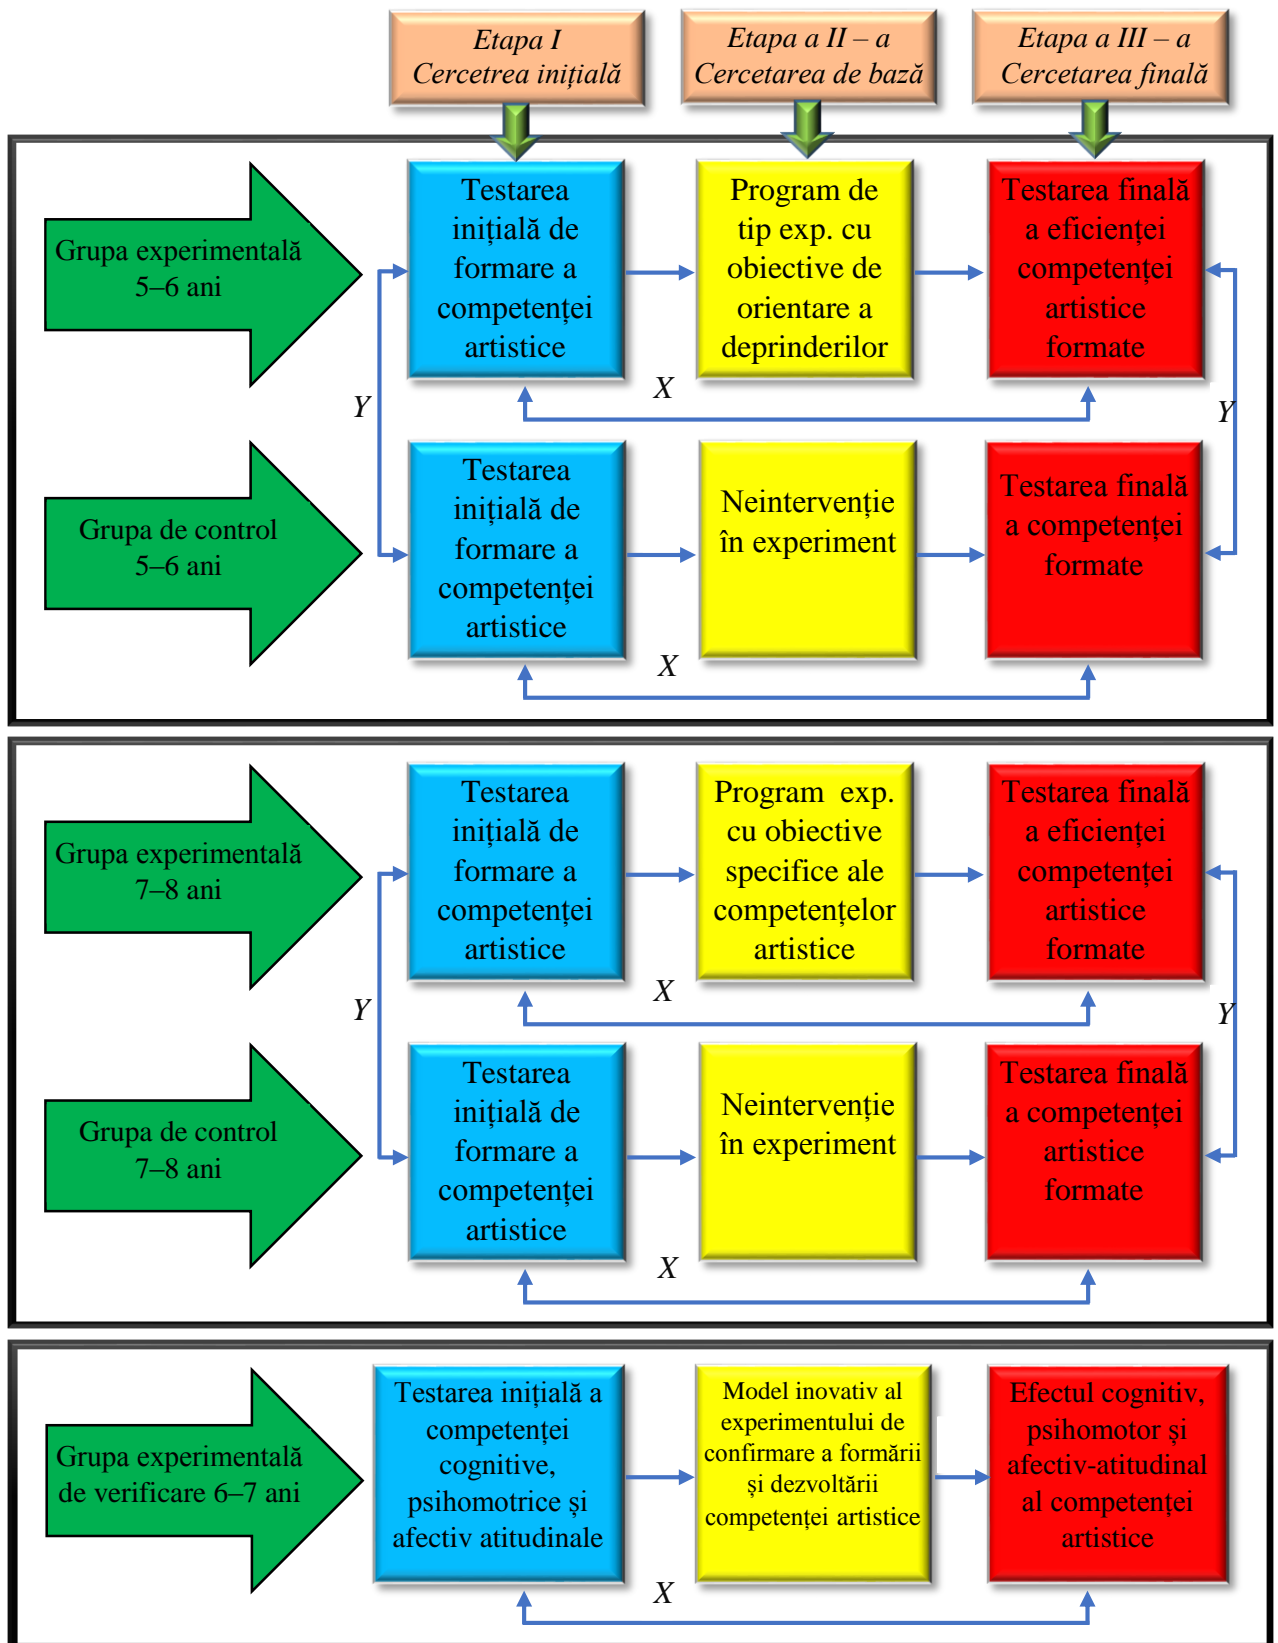 Etapa I
Cercetrea inițială
Etapa a II – a
Cercetarea de bază
Etapa a III – a
Cercetarea finală
Grupa experimentală
5–6 ani
Testarea
inițială de
formare a
competenței
artistice
Program de
tip exp. cu
obiective de
orientare a
deprinderilor
Testarea finală
a eficienței
competenței
artistice
formate
X
Y
Y
Grupa de control
5–6 ani
Testarea
inițială de
formare a
competenței
artistice
Neintervenție
în experiment
Testarea finală
a competenței
formate
X
Grupa experimentală
7–8 ani
Testarea
inițială de
formare a
competenței
artistice
Program  exp.
cu obiective
specifice ale
competențelor
artistice
Testarea finală
a eficienței
competenței
artistice
formate
X
Y
Y
Grupa de control
7–8 ani
Testarea
inițială de
formare a
competenței
artistice
Neintervenție
în experiment
Testarea finală
a competenței
artistice
formate
X
Grupa experimentală
de verificare 6–7 ani
Testarea inițială a
competenței
cognitive,
psihomotrice și
afectiv atitudinale
Model inovativ al
experimentului de
confirmare a formării
și dezvoltării
competenței artistice
Efectul cognitiv,
psihomotor și
afectiv-atitudinal
al competenței
artistice
X